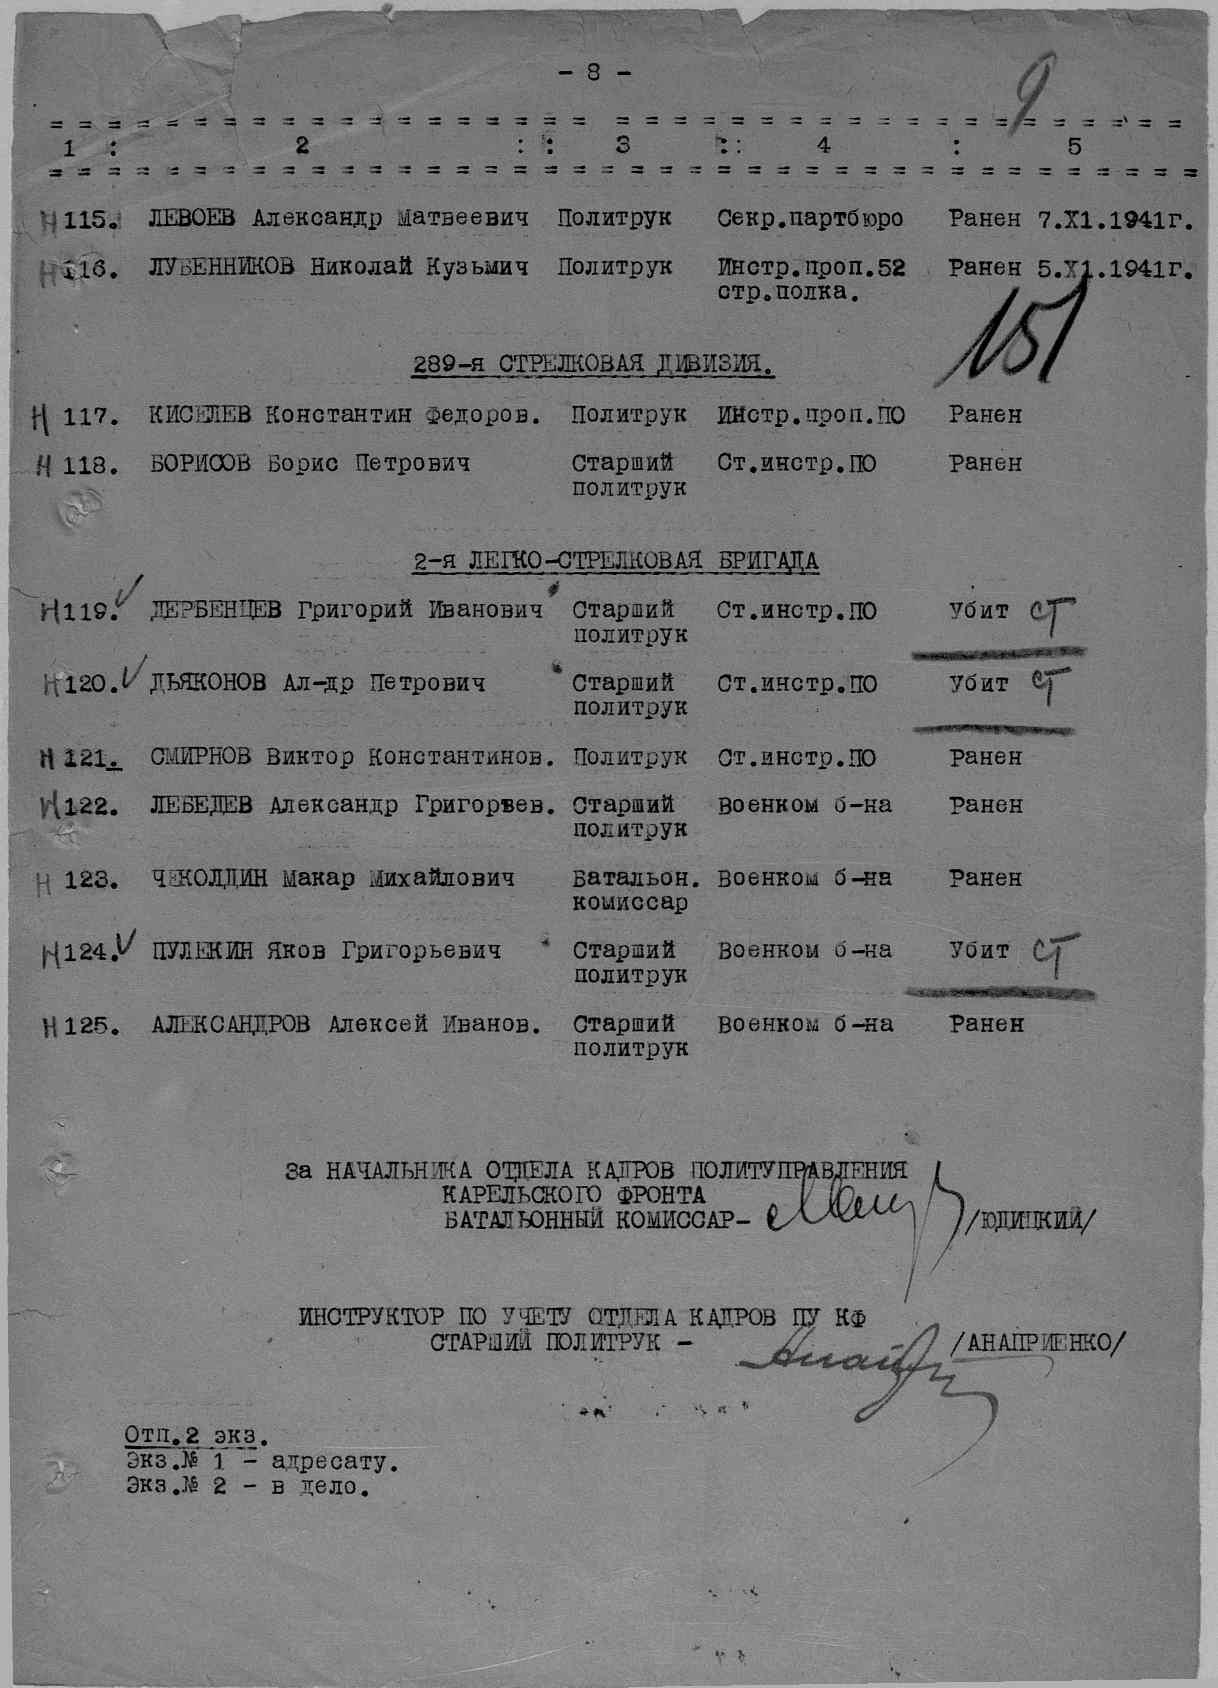 - 8 -
9
1 : 2 : : 3 : : 4 : 5
Н 115. ЛЕВОЕВ Александр Матвеевич Политрук Секр.партбюро Ранен 7.XI.1941г.
Н 116. ЛУБЕННИКОВ Николай Кузьмич Политрук Инстр.проп.52 Ранен 5.XI.1941г.
стр.полка.
151
289-я СТРЕЛКОВАЯ ДИВИЗИЯ.
Н 117. КИСЕЛЕВ Константин Федоров. Политрук Инстр.проп.ПО Ранен
Н 118. БОРИСОВ Борис Петрович Старший Ст.инстр.ПО Ранен
политрук
2-я ЛЕГКО-СТРЕЛКОВАЯ БРИГАДА
Н 119. ДЕРБЕНЦЕВ Григорий Иванович Старший Ст.инстр.ПО Убит СТ
политрук
Н 120. ДЬЯКОНОВ Ал-др Петрович Старший Ст.инстр.ПО Убит СТ
политрук
Н 121. СМИРНОВ Виктор Константинов. Политрук Ст.инстр.ПО Ранен
Н 122. ЛЕБЕДЕВ Александр Григорьев. Старший Военком б-на Ранен
политрук
Н 123. ЧЕКОЛДИН Макар Михайлович Батальон. Военком б-на Ранен
комиссар
Н 124. ПУЛЕКИН Яков Григорьевич Старший Военком б-на Убит СТ
политрук
Н 125. АЛЕКСАНДРОВ Алексей Иванов. Старший Военком б-на Ранен
политрук
За НАЧАЛЬНИКА ОТДЕЛА КАДРОВ ПОЛИТУПРАВЛЕНИЯ
КАРЕЛЬСКОГО ФРОНТА
БАТАЛЬОННЫЙ КОМИССАР- /ЮДИЦКИЙ/
ИНСТРУКТОР ПО УЧЕТУ ОТДЕЛА КАДРОВ ПУ КФ
СТАРШИЙ ПОЛИТРУК - /АНАПРИЕНКО/
Отп.2 экз.
Экз.№ 1 - адресату.
Экз.№ 2 - в дело.